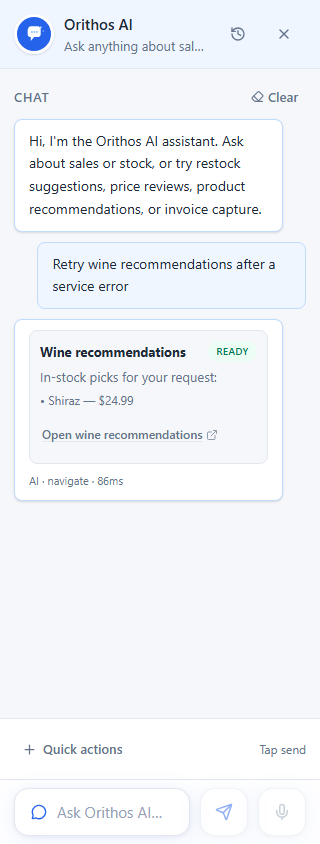 Orithos AI
Ask anything about sal...
CHAT
Clear
Hi, I'm the Orithos AI assistant. Ask
about sales or stock, or try restock
suggestions, price reviews, product
recommendations, or invoice capture.
Retry wine recommendations after a
service error
Wine recommendations READY
In-stock picks for your request:
• Shiraz — $24.99
Open wine recommendations
AI · navigate · 86ms
Quick actions
Tap send
Ask Orithos AI...